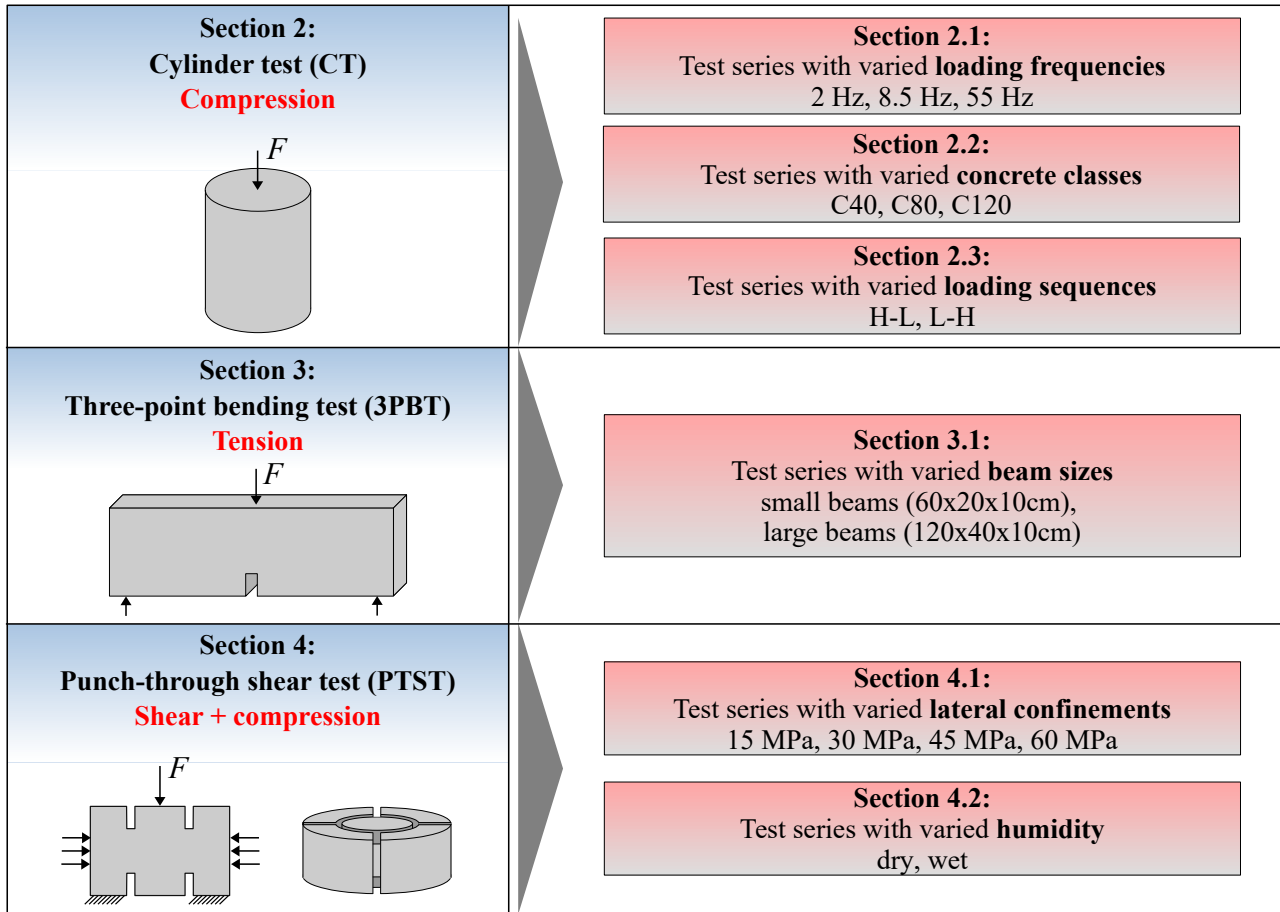 Section 2:
Cylinder test (CT)
Compression
F
Section 2.1:
Test series with varied loading frequencies
2 Hz, 8.5 Hz, 55 Hz
Section 2.2:
Test series with varied concrete classes
C40, C80, C120
Section 2.3:
Test series with varied loading sequences
H-L, L-H
Section 3:
Three-point bending test (3PBT)
Tension
F
Section 3.1:
Test series with varied beam sizes
small beams (60x20x10cm),
large beams (120x40x10cm)
Section 4:
Punch-through shear test (PTST)
Shear + compression
F
Section 4.1:
Test series with varied lateral confinements
15 MPa, 30 MPa, 45 MPa, 60 MPa
Section 4.2:
Test series with varied humidity
dry, wet